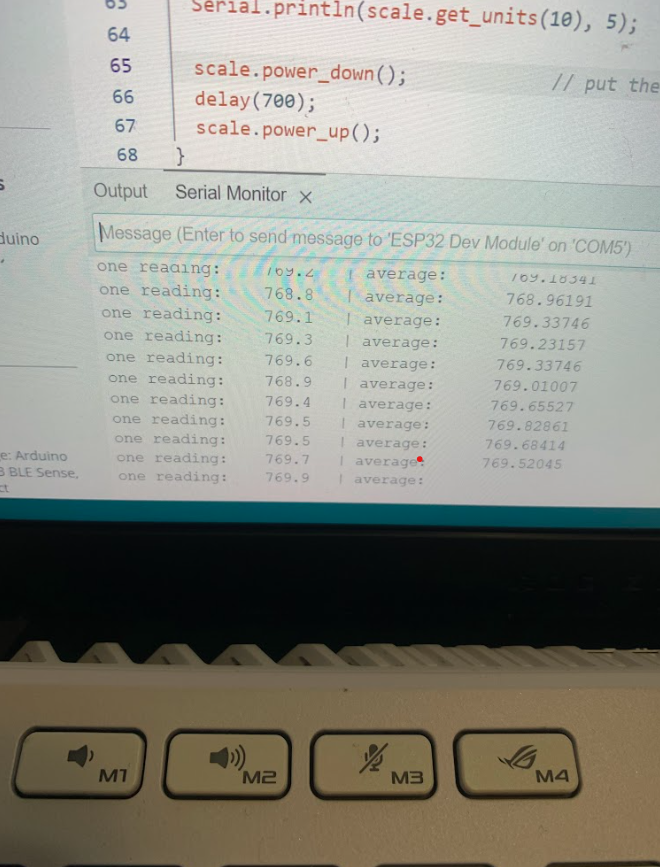 63 Serial.println(scale.get_units(10), 5);
64
65 scale.power_down(); // put the
66 delay(700);
67 scale.power_up();
68 }
s
Output Serial Monitor ×
duino
Message (Enter to send message to 'ESP32 Dev Module' on 'COM5')
one reading: 769.2 | average: 769.18341
one reading: 768.8 | average: 768.96191
one reading: 769.1 | average: 769.33746
one reading: 769.3 | average: 769.23157
one reading: 769.6 | average: 769.33746
one reading: 768.9 | average: 769.01007
one reading: 769.4 | average: 769.65527
one reading: 769.5 | average: 769.82861
one reading: 769.5 | average: 769.68414
one reading: 769.7 | average: 769.52045
one reading: 769.9 | average:
e: Arduino
BLE Sense,
ct
M1 M2 M3 M4